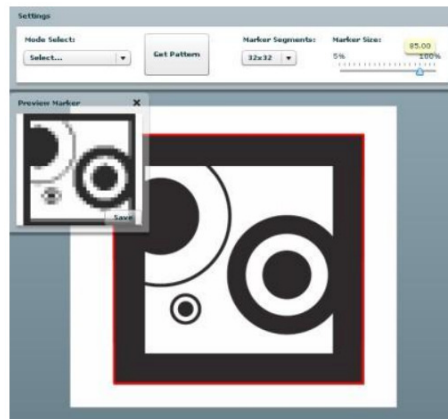 Settings
Mode Select:
Marker Segments:
Marker Size:
85.00
Select...
Get Pattern
32x32
5%
100%
Preview Marker
X
Save